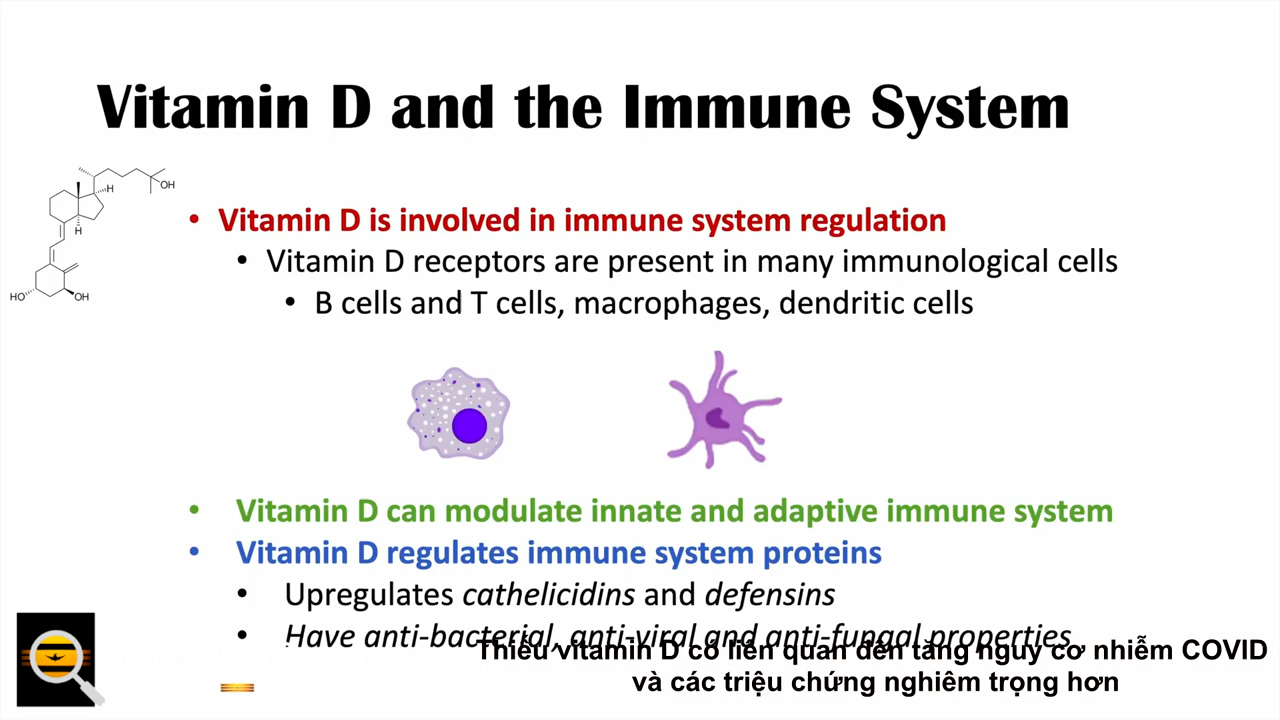 Vitamin D and the Immune System
OH
H
H
HO
OH
• Vitamin D is involved in immune system regulation
• Vitamin D receptors are present in many immunological cells
• B cells and T cells, macrophages, dendritic cells
• Vitamin D can modulate innate and adaptive immune system
• Vitamin D regulates immune system proteins
• Upregulates cathelicidins and defensins
• Have anti-bacterial, anti-viral and anti-fungal properties
Thiếu vitamin D có liên quan đến tăng nguy cơ nhiễm COVID
và các triệu chứng nghiêm trọng hơn